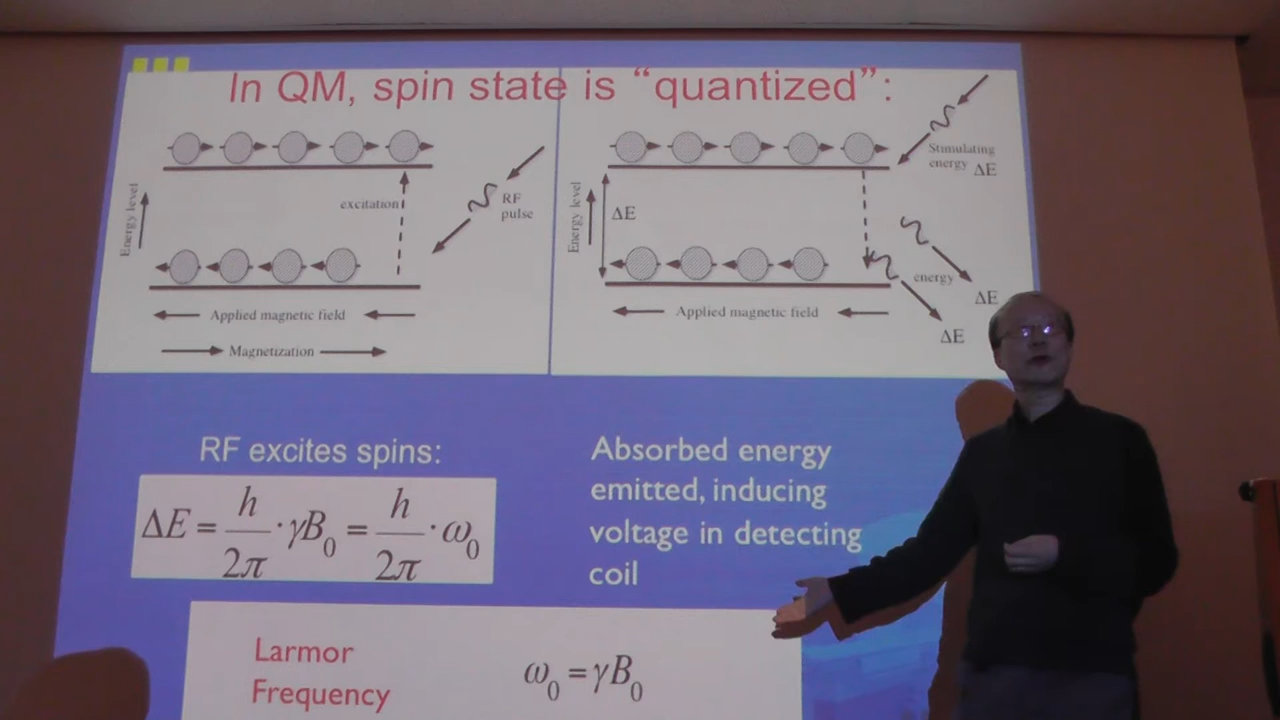 In QM, spin state is “quantized”:
Energy level
excitation
RF
pulse
Applied magnetic field
Magnetization
Energy level
ΔE
Stimulating
energy ΔE
energy
ΔE
ΔE
Applied magnetic field
RF excites spins:
ΔE = h/2π · γB₀ = h/2π · ω₀
Absorbed energy
emitted, inducing
voltage in detecting
coil
Larmor
Frequency
ω₀ = γB₀